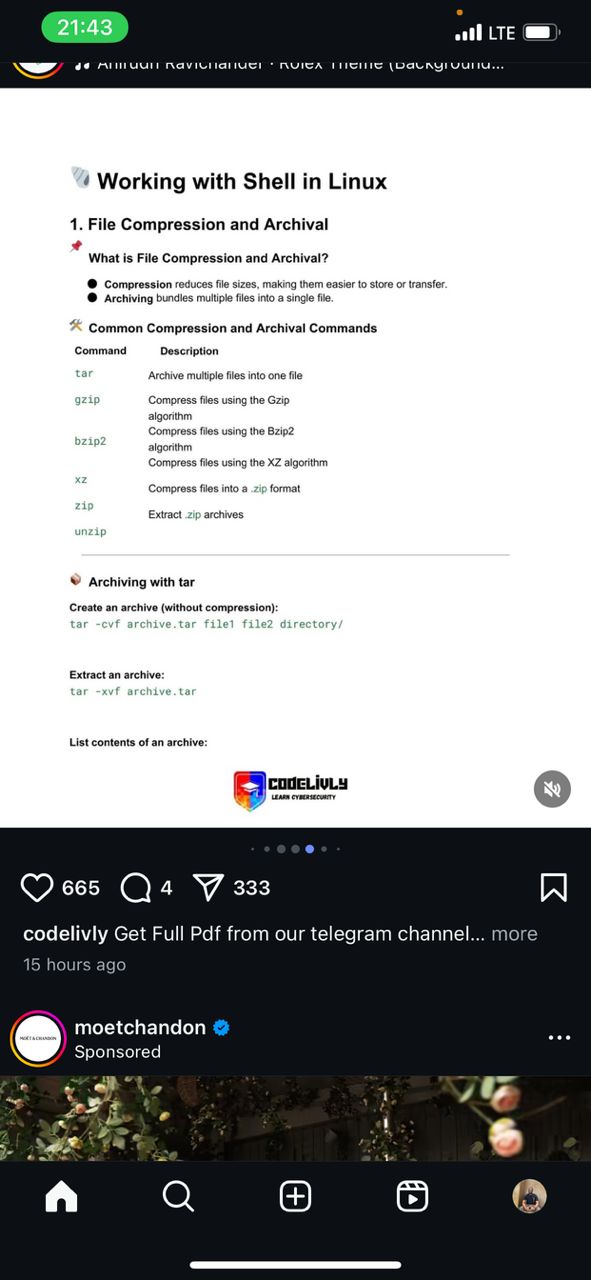 21:43
LTE
Anirudh Ravichander · Rolex Theme (Background...
Working with Shell in Linux
1. File Compression and Archival
What is File Compression and Archival?
● Compression reduces file sizes, making them easier to store or transfer.
● Archiving bundles multiple files into a single file.
Common Compression and Archival Commands
Command Description
tar Archive multiple files into one file
gzip Compress files using the Gzip
algorithm
Compress files using the Bzip2
bzip2 algorithm
Compress files using the XZ algorithm
xz
Compress files into a .zip format
zip
Extract .zip archives
unzip
Archiving with tar
Create an archive (without compression):
tar -cvf archive.tar file1 file2 directory/
Extract an archive:
tar -xvf archive.tar
List contents of an archive:
CODELIVLY
LEARN CYBERSECURITY
665 4 333
codelivly Get Full Pdf from our telegram channel... more
15 hours ago
MOËT & CHANDON
moetchandon
Sponsored